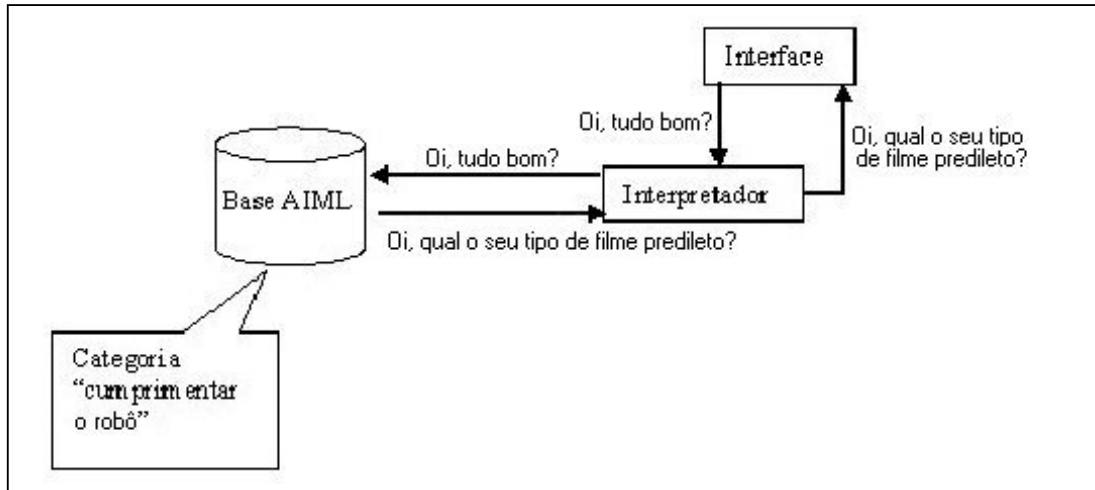 Interface
Oi, tudo bom?
Oi, qual o seu tipo
de filme predileto?
Oi, tudo bom?
Base AIML
Interpretador
Oi, qual o seu tipo de filme predileto?
Categoria
“cumprimentar
o robô”